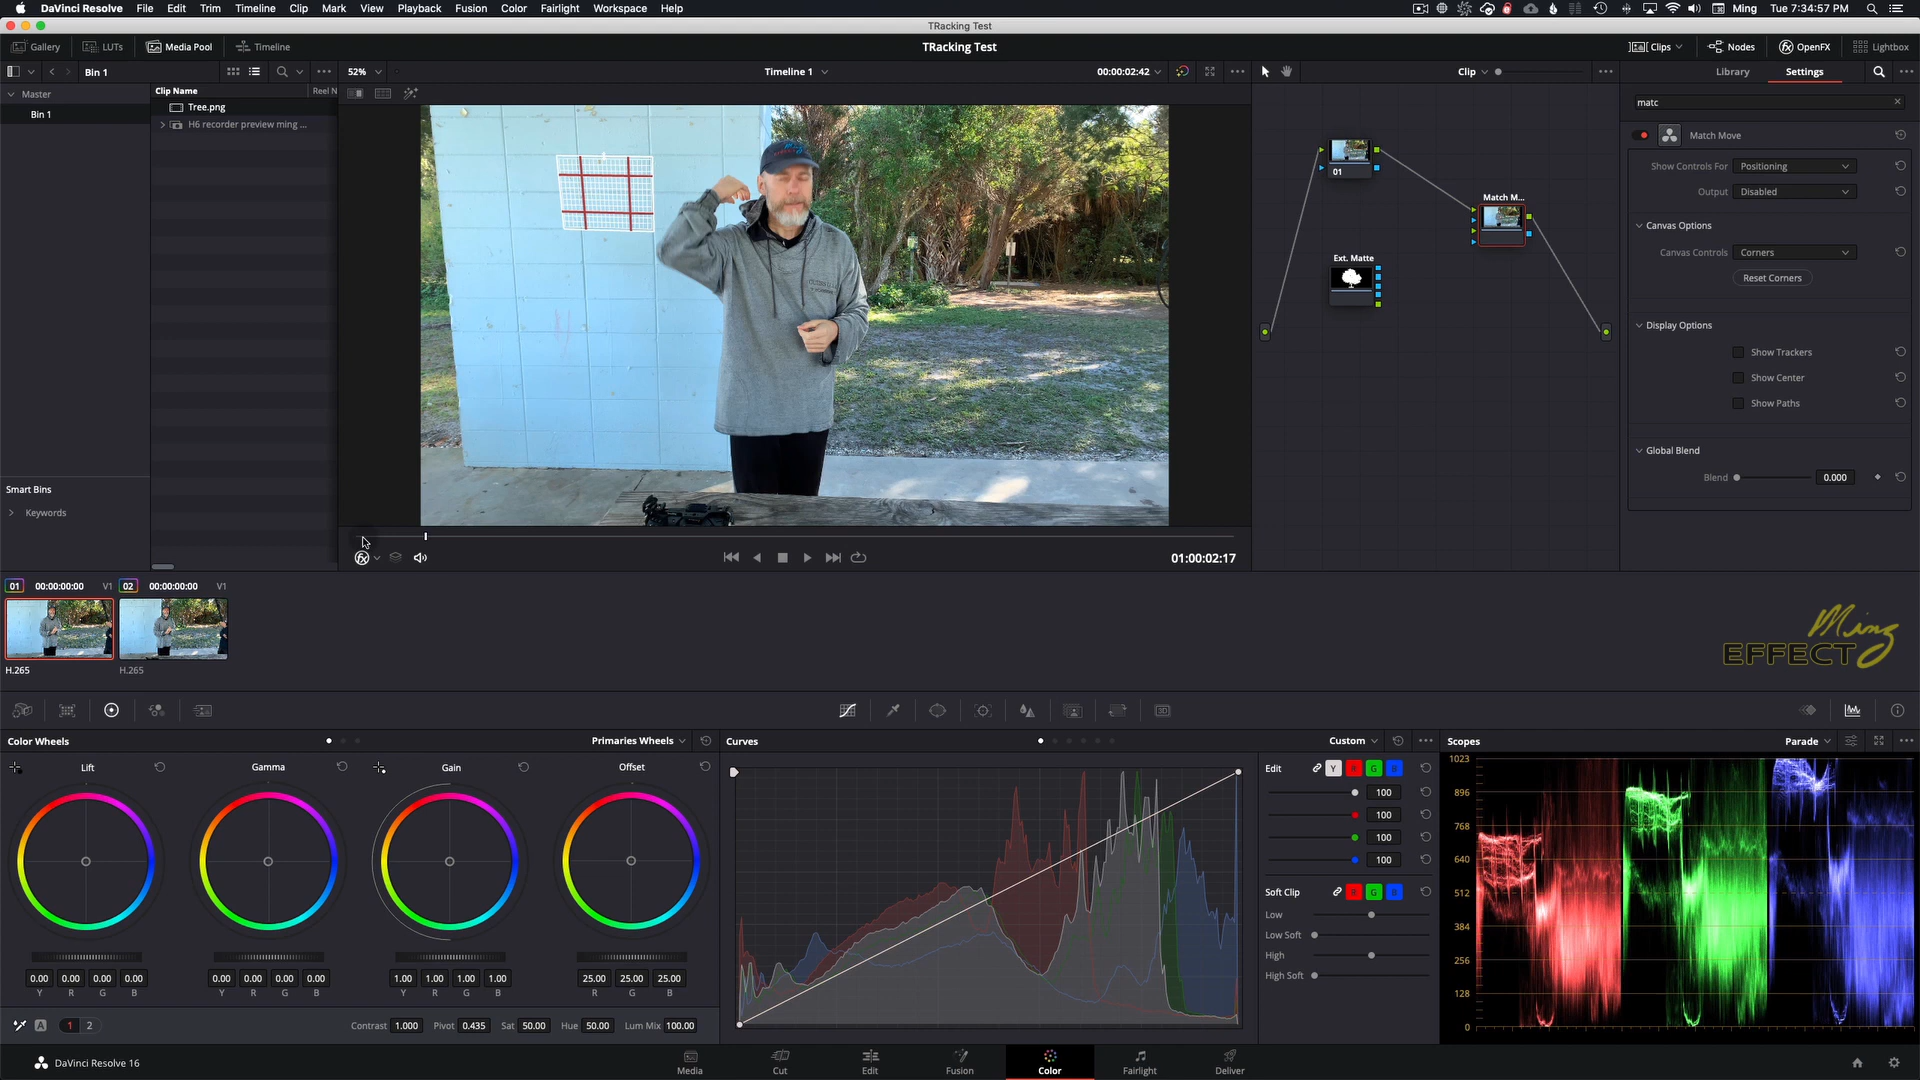 DaVinci Resolve File Edit Trim Timeline Clip Mark View Playback Fusion Color Fairlight Workspace Help
Ming Tue 7:34:57 PM
TRacking Test
Gallery LUTs Media Pool Timeline
TRacking Test
Clips Nodes OpenFX Lightbox
Bin 1
52%
Timeline 1
00:00:02:42
Clip
Library Settings
Master
Bin 1
Clip Name Reel N
Tree.png
H6 recorder preview ming ...
matc
Match Move
Show Controls For Positioning
Output Disabled
Canvas Options
Canvas Controls Corners
Reset Corners
Display Options
Show Trackers
Show Center
Show Paths
Global Blend
Blend 0.000
01
Match M...
Ext. Matte
Smart Bins
Keywords
01:00:02:17
01 00:00:00:00 V1 02 00:00:00:00 V1
H.265 H.265
Ming
EFFECT
Color Wheels Primaries Wheels
Lift Gamma Gain Offset
0.00 0.00 0.00 0.00 0.00 0.00 0.00 0.00 1.00 1.00 1.00 1.00 25.00 25.00 25.00
Y R G B Y R G B Y R G B R G B
A 1 2 Contrast 1.000 Pivot 0.435 Sat 50.00 Hue 50.00 Lum Mix 100.00
Curves Custom
Edit Y R G B
100
100
100
100
Soft Clip R G B
Low
Low Soft
High
High Soft
Scopes Parade
1023
896
768
640
512
384
256
128
0
DaVinci Resolve 16
Media Cut Edit Fusion Color Fairlight Deliver